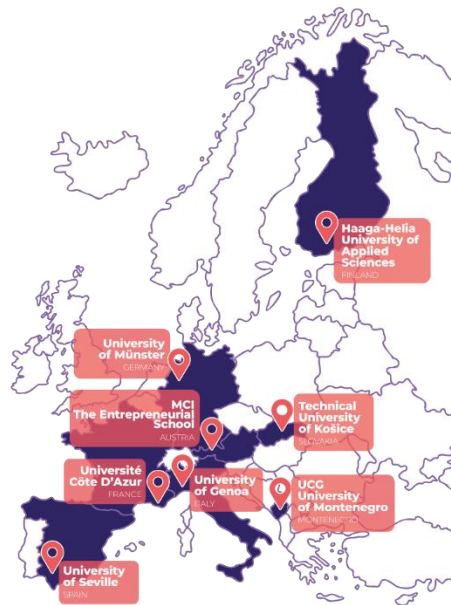 Haaga-Helia
University of
Applied
Sciences
FINLAND
University
of Münster
GERMANY
MCI
The Entrepreneurial
School
AUSTRIA
Technical
University
of Košice
SLOVAKIA
Université
Côte D'Azur
FRANCE
University
of Genoa
ITALY
UCG
University
of Montenegro
MONTENEGRO
University
of Seville
SPAIN